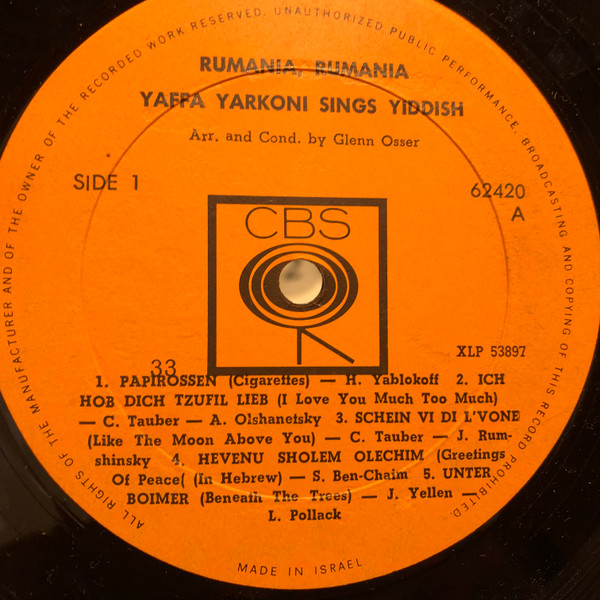 ALL RIGHTS OF THE MANUFACTURER AND OF THE OWNER OF THE RECORDED WORK RESERVED. UNAUTHORIZED PUBLIC PERFORMANCE, BROADCASTING AND COPYING OF THIS RECORD PROHIBITED.
RUMANIA, RUMANIA
YAFFA YARKONI SINGS YIDDISH
Arr. and Cond. by Glenn Osser
SIDE 1
62420
A
CBS
XLP 53897
33
1. PAPIROSSEN (Cigarettes) — H. Yablokoff 2. ICH
HOB DICH TZUFIL LIEB (I Love You Much Too Much)
— C. Tauber — A. Olshanetsky 3. SCHEIN VI DI L'VONE
(Like The Moon Above You) — C. Tauber — J. Rum-
shinsky 4. HEVENU SHOLEM OLECHIM (Greetings
Of Peace( (In Hebrew) — S. Ben-Chaim 5. UNTER
BOIMER (Beneath The Trees) — J. Yellen —
L. Pollack
MADE IN ISRAEL